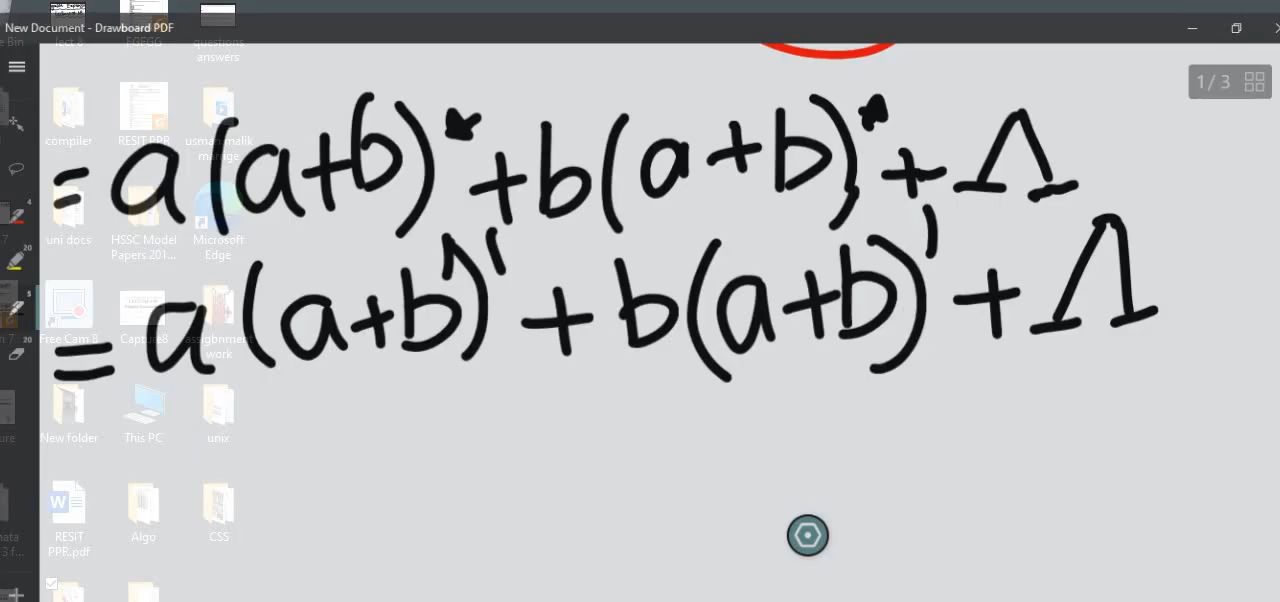 New Document - Drawboard PDF
1 / 3
questions answers
compiler
RESIT PPR
uni docs
HSSC Model Papers 201...
Microsoft Edge
Free Cam 8
Capture8
New folder
This PC
unix
RESIT PPR.pdf
Algo
CSS
= a(a+b)* + b(a+b)* + Λ
= a(a+b)' + b(a+b)' + Λ